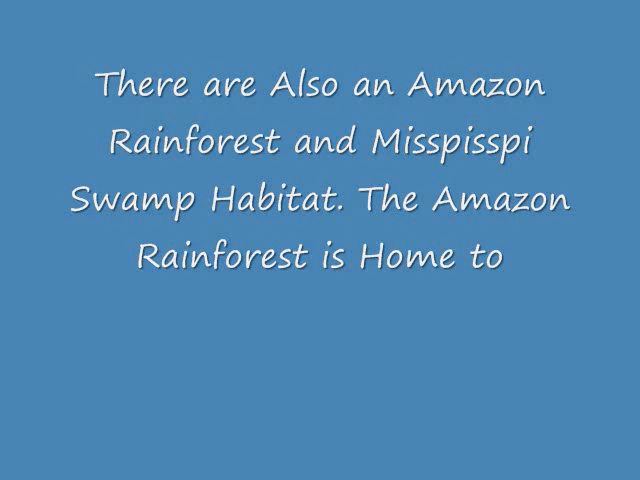 There are Also an Amazon
Rainforest and Misspisspi
Swamp Habitat. The Amazon
Rainforest is Home to